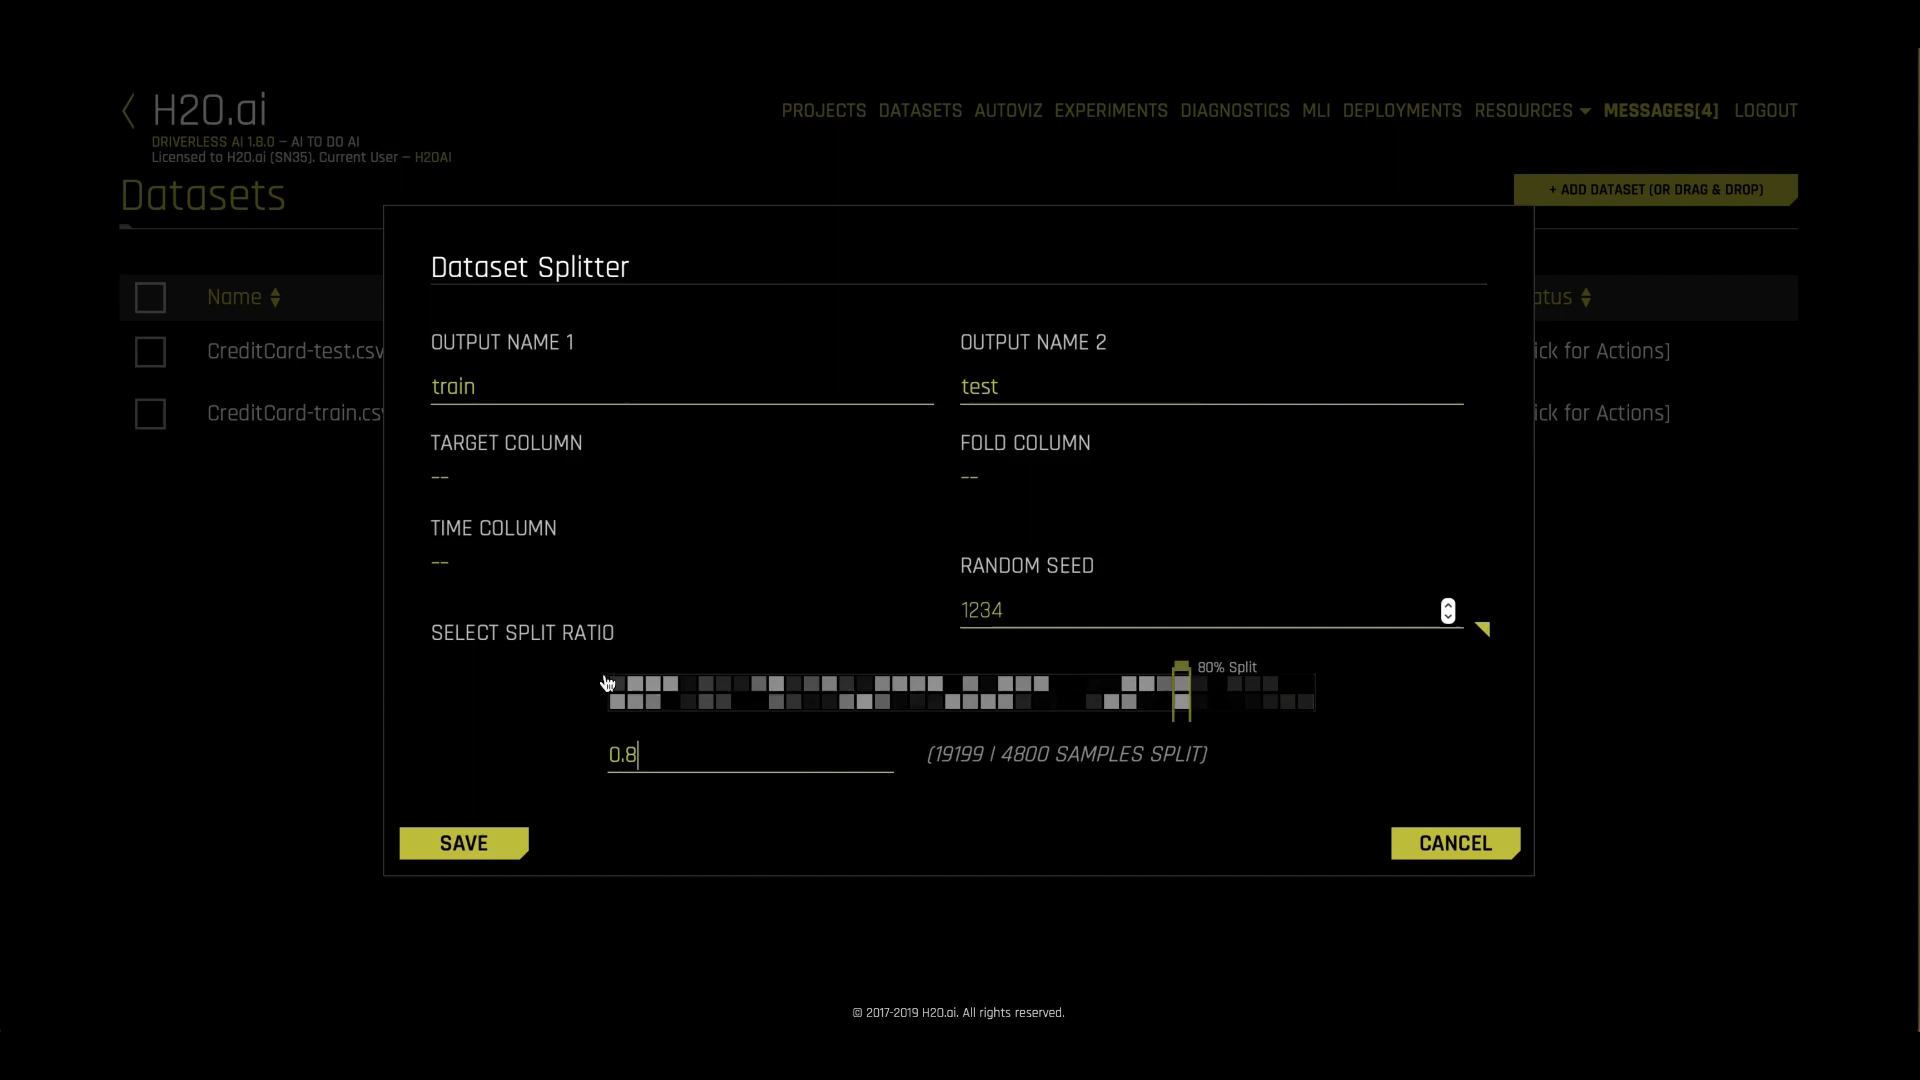 H2O.ai
DRIVERLESS AI 1.8.0 — AI TO DO AI
Licensed to H2O.ai (SN35). Current User — H2OAI
PROJECTS DATASETS AUTOVIZ EXPERIMENTS DIAGNOSTICS MLI DEPLOYMENTS RESOURCES MESSAGES[4] LOGOUT
Datasets
+ ADD DATASET (OR DRAG & DROP)
Name
atus
CreditCard-test.csv
ick for Actions]
CreditCard-train.cs
ick for Actions]
Dataset Splitter
OUTPUT NAME 1
OUTPUT NAME 2
train
test
TARGET COLUMN
FOLD COLUMN
--
--
TIME COLUMN
--
RANDOM SEED
1234
SELECT SPLIT RATIO
80% Split
0.8
(19199 | 4800 SAMPLES SPLIT)
SAVE
CANCEL
© 2017-2019 H2O.ai. All rights reserved.